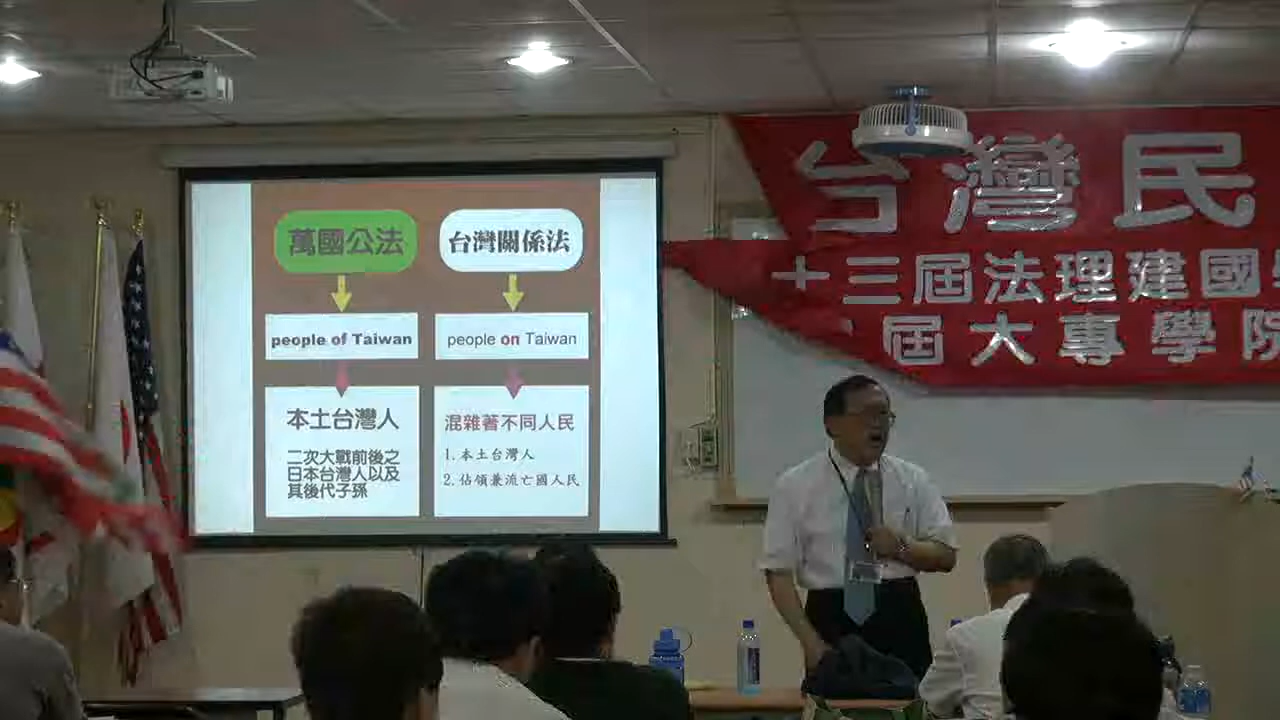 萬國公法
台灣關係法
people of Taiwan
people on Taiwan
本土台灣人
二次大戰前後之
日本台灣人以及
其後代子孫
混雜著不同人民
1. 本土台灣人
2. 佔領兼流亡國人民
台灣民
十三屆法理建國
屆大專學院